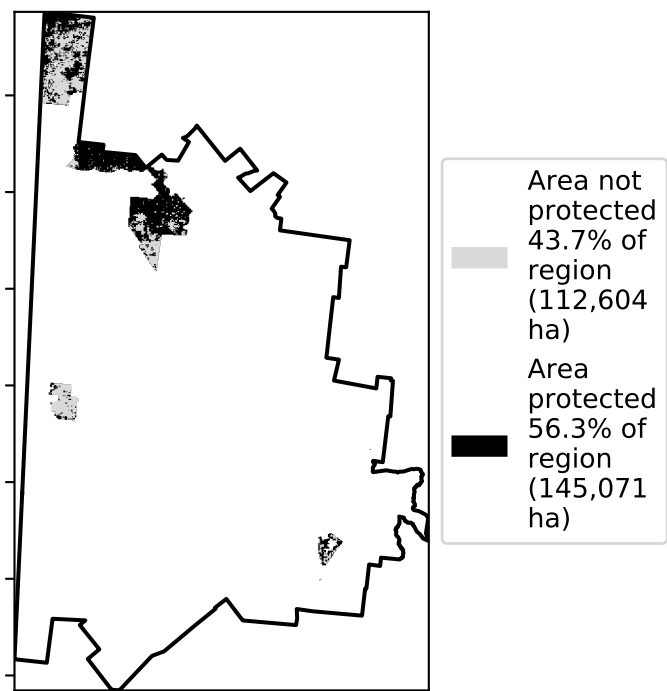 Area not
protected
43.7% of
region
(112,604
ha)
Area
protected
56.3% of
region
(145,071
ha)